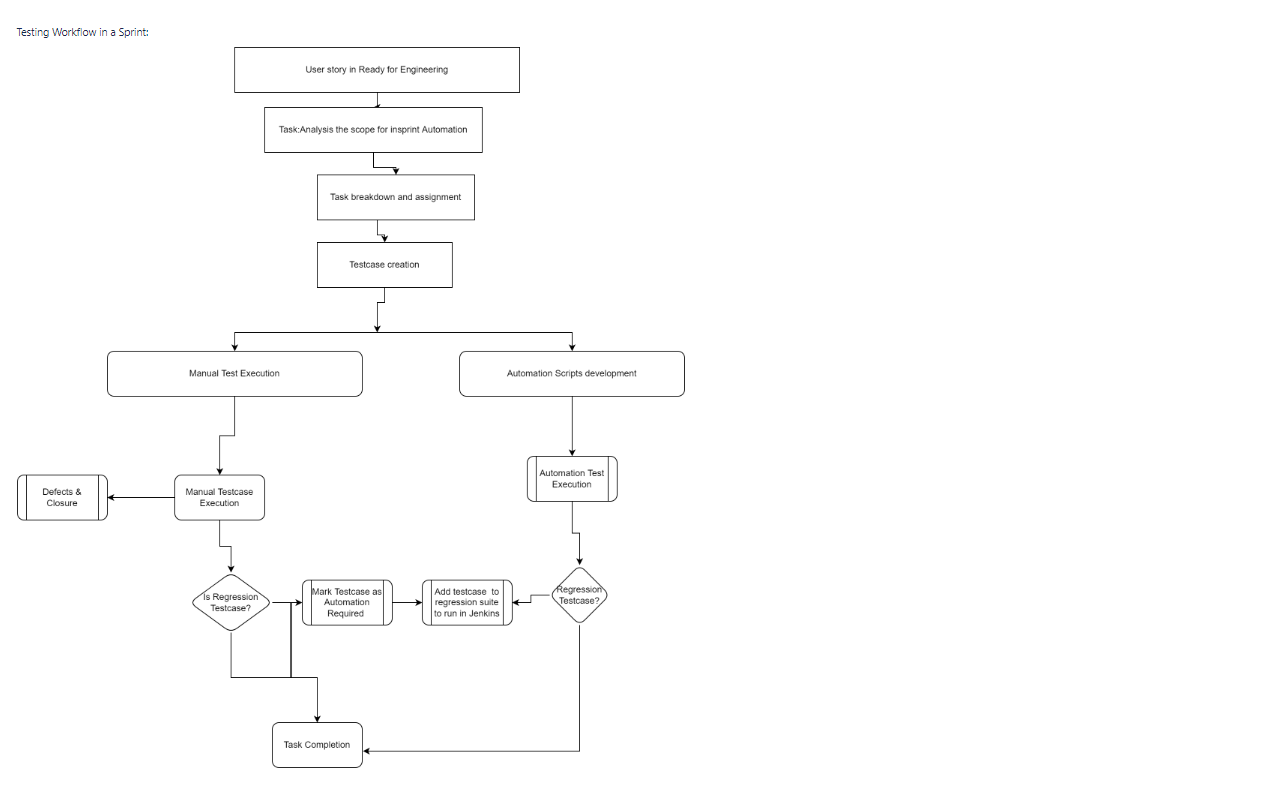 Testing Workflow in a Sprint:
User story in Ready for Engineering
Task:Analysis the scope for insprint Automation
Task breakdown and assignment
Testcase creation
Manual Test Execution
Automation Scripts development
Automation Test
Execution
Defects &
Closure
Manual Testcase
Execution
Is Regression
Testcase?
Mark Testcase as
Automation
Required
Add testcase to
regression suite
to run in Jenkins
Regression
Testcase?
Task Completion